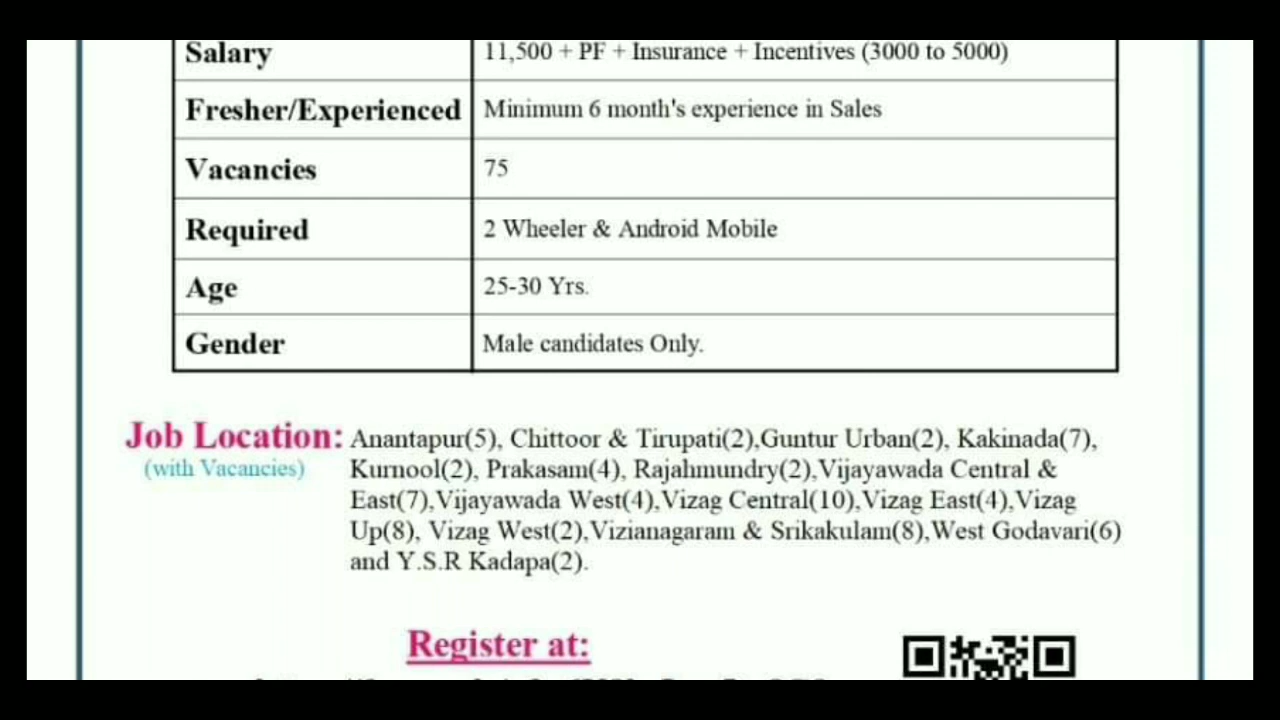 Salary 11,500 + PF + Insurance + Incentives (3000 to 5000)
Fresher/Experienced Minimum 6 month's experience in Sales
Vacancies 75
Required 2 Wheeler & Android Mobile
Age 25-30 Yrs.
Gender Male candidates Only.
Job Location: Anantapur(5), Chittoor & Tirupati(2),Guntur Urban(2), Kakinada(7),
(with Vacancies) Kurnool(2), Prakasam(4), Rajahmundry(2),Vijayawada Central &
East(7),Vijayawada West(4),Vizag Central(10),Vizag East(4),Vizag
Up(8), Vizag West(2),Vizianagaram & Srikakulam(8),West Godavari(6)
and Y.S.R Kadapa(2).
Register at: